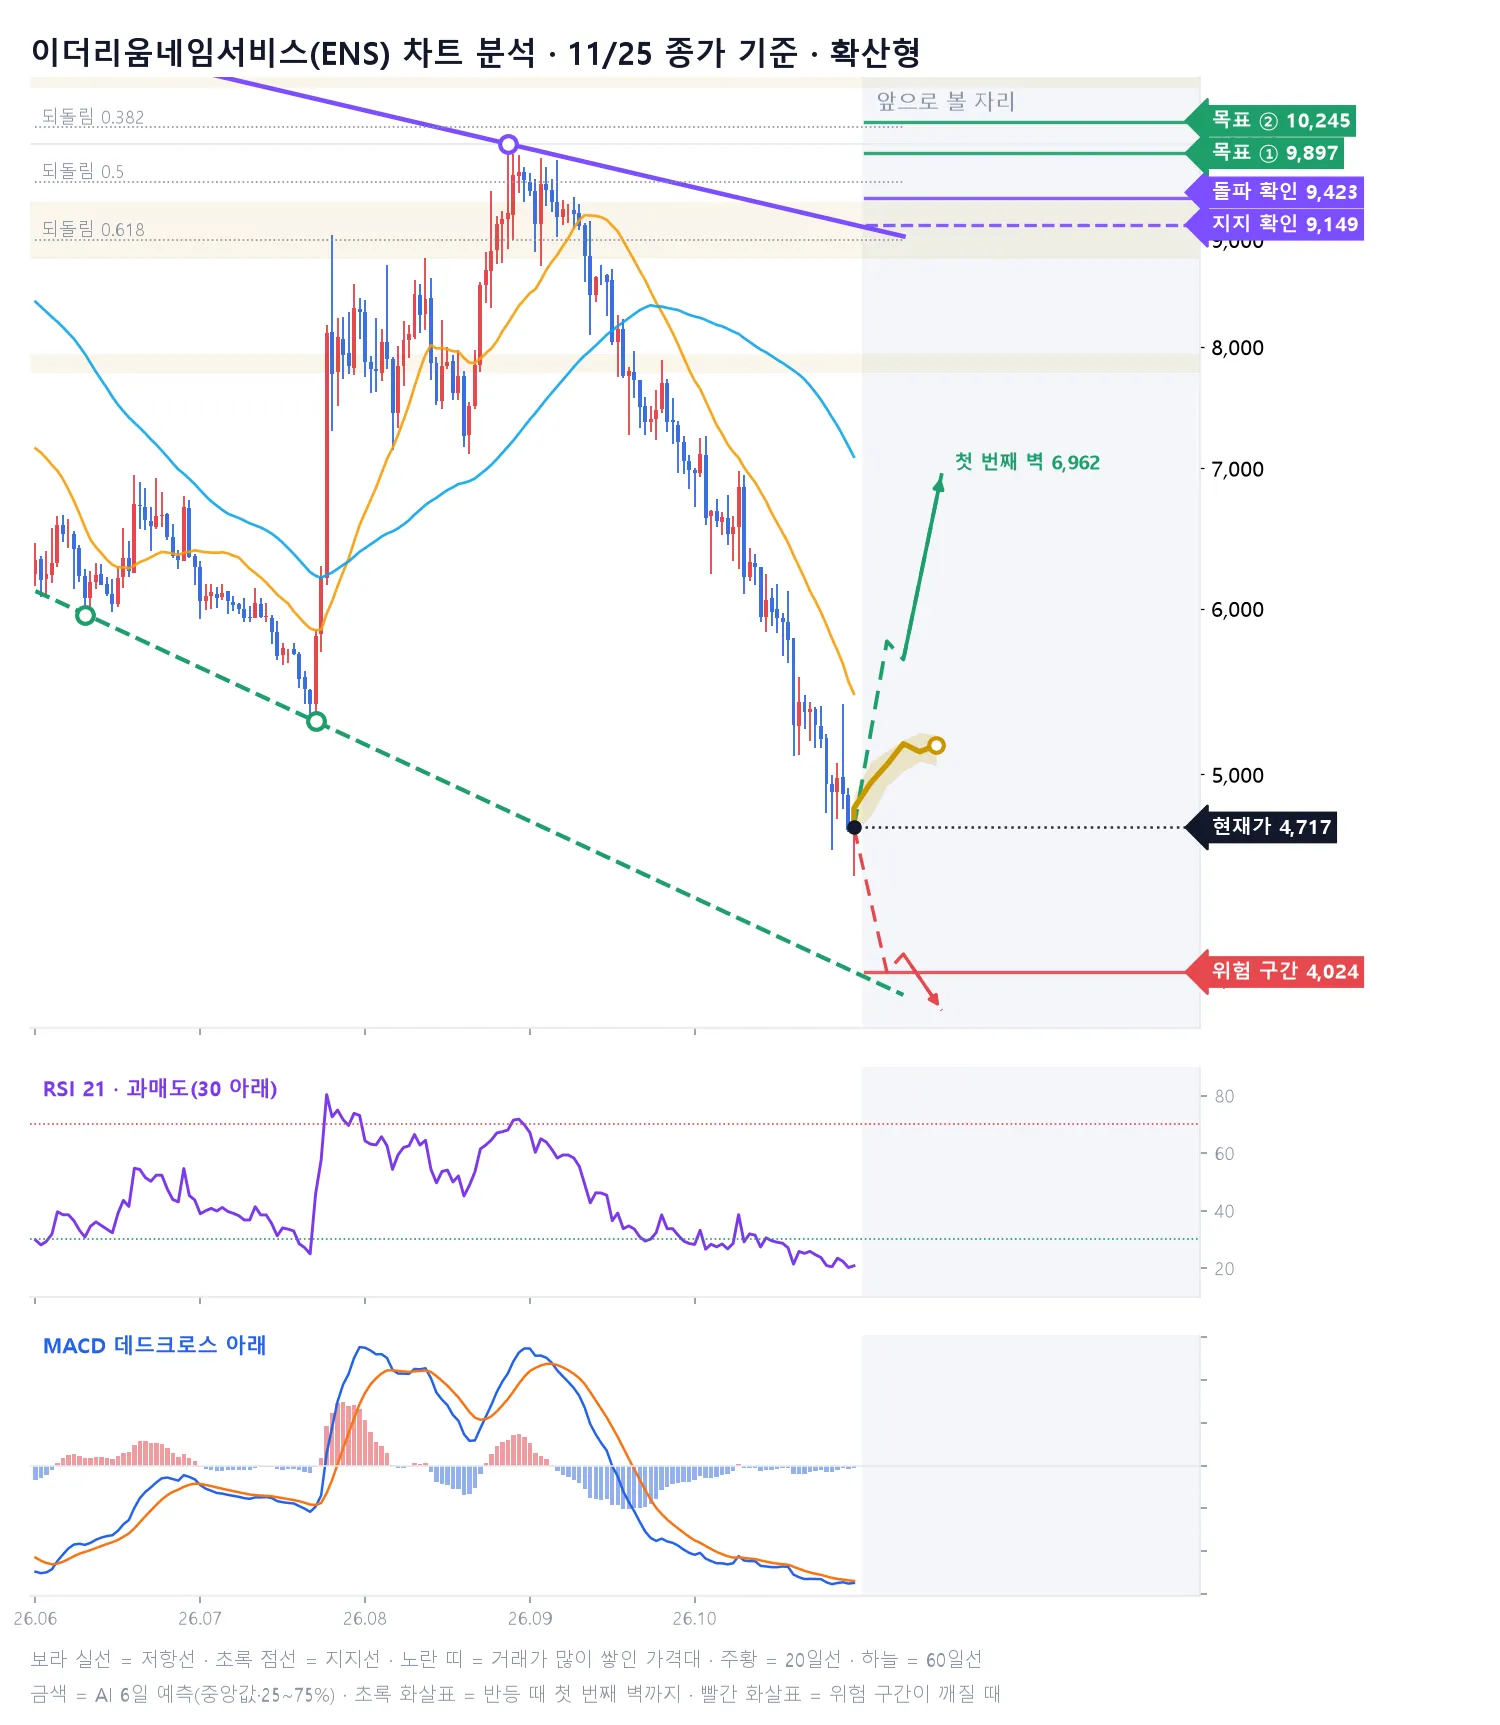 이더리움네임서비스(ENS) 차트 분석 · 11/25 종가 기준 · 확산형
앞으로 볼 자리
되돌림 0.382
되돌림 0.5
되돌림 0.618
목표 ② 10,245
목표 ① 9,897
돌파 확인 9,423
지지 확인 9,149
9,000
8,000
첫 번째 벽 6,962
7,000
6,000
5,000
현재가 4,717
위험 구간 4,024
RSI 21 · 과매도(30 아래)
80
60
40
20
MACD 데드크로스 아래
26.06 26.07 26.08 26.09 26.10
보라 실선 = 저항선 · 초록 점선 = 지지선 · 노란 띠 = 거래가 많이 쌓인 가격대 · 주황 = 20일선 · 하늘 = 60일선
금색 = AI 6일 예측(중앙값·25~75%) · 초록 화살표 = 반등 때 첫 번째 벽까지 · 빨간 화살표 = 위험 구간이 깨질 때